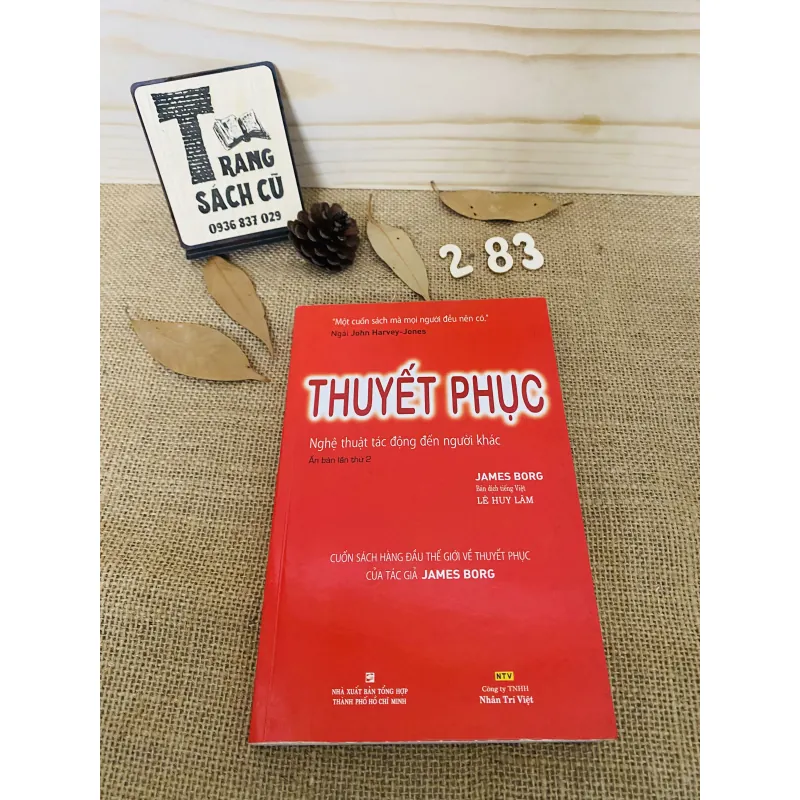 TRANG
SÁCH CŨ
0936 837 029
283
"Một cuốn sách mà mọi người đều nên có."
Ngài John Harvey-Jones
THUYẾT PHỤC
Nghệ thuật tác động đến người khác
Ấn bản lần thứ 2
JAMES BORG
Bản dịch tiếng Việt
LÊ HUY LÂM
CUỐN SÁCH HÀNG ĐẦU THẾ GIỚI VỀ THUYẾT PHỤC
CỦA TÁC GIẢ JAMES BORG
NHÀ XUẤT BẢN TỔNG HỢP
THÀNH PHỐ HỒ CHÍ MINH
NTV
Công ty TNHH
Nhân Trí Việt